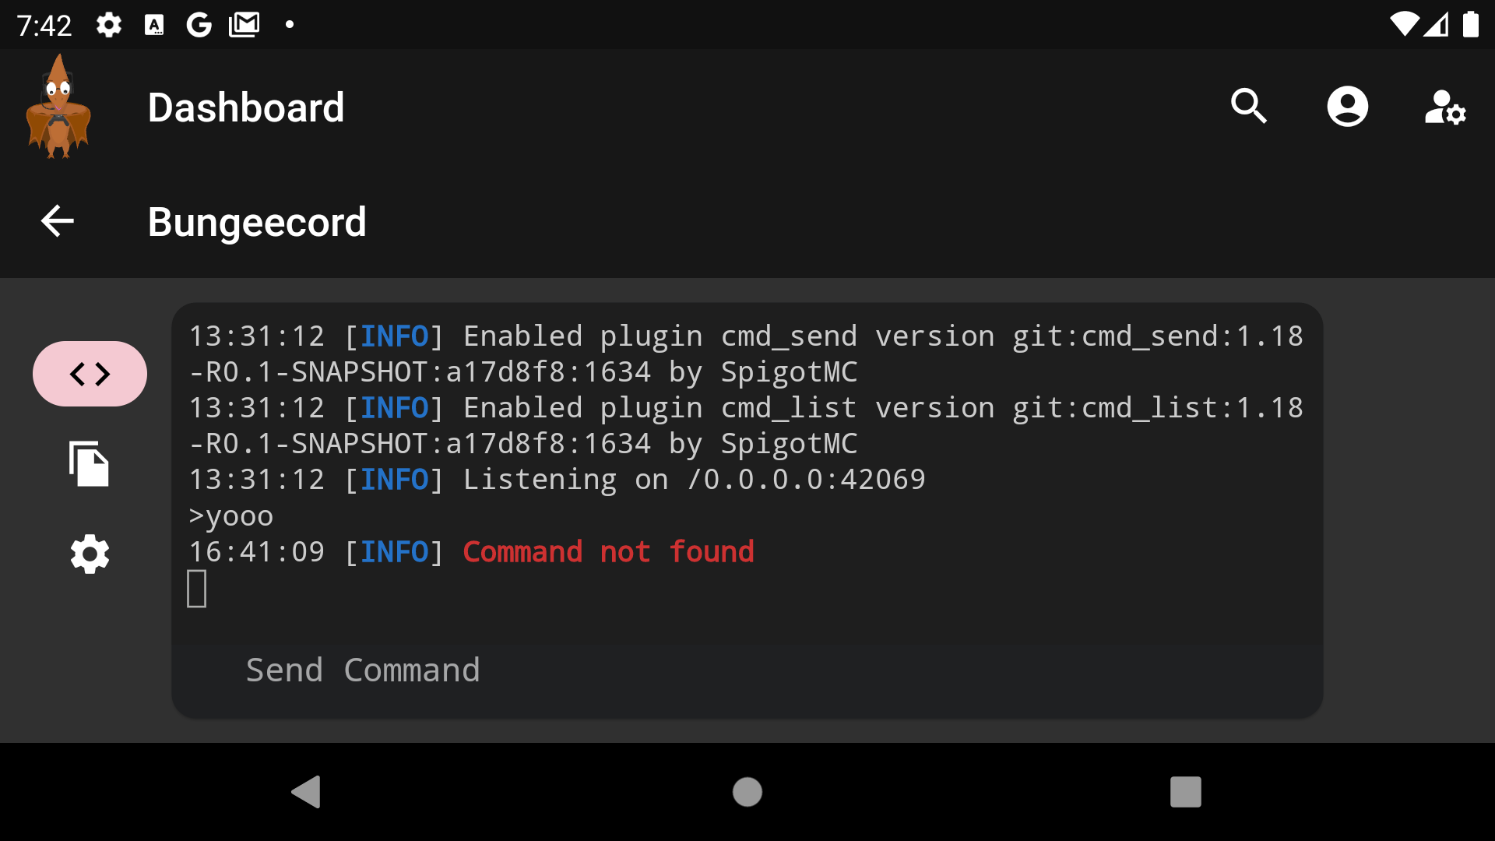 7:42
Dashboard
Bungeecord
13:31:12 [INFO] Enabled plugin cmd_send version git:cmd_send:1.18
-R0.1-SNAPSHOT:a17d8f8:1634 by SpigotMC
13:31:12 [INFO] Enabled plugin cmd_list version git:cmd_list:1.18
-R0.1-SNAPSHOT:a17d8f8:1634 by SpigotMC
13:31:12 [INFO] Listening on /0.0.0.0:42069
>yooo
16:41:09 [INFO] Command not found
Send Command